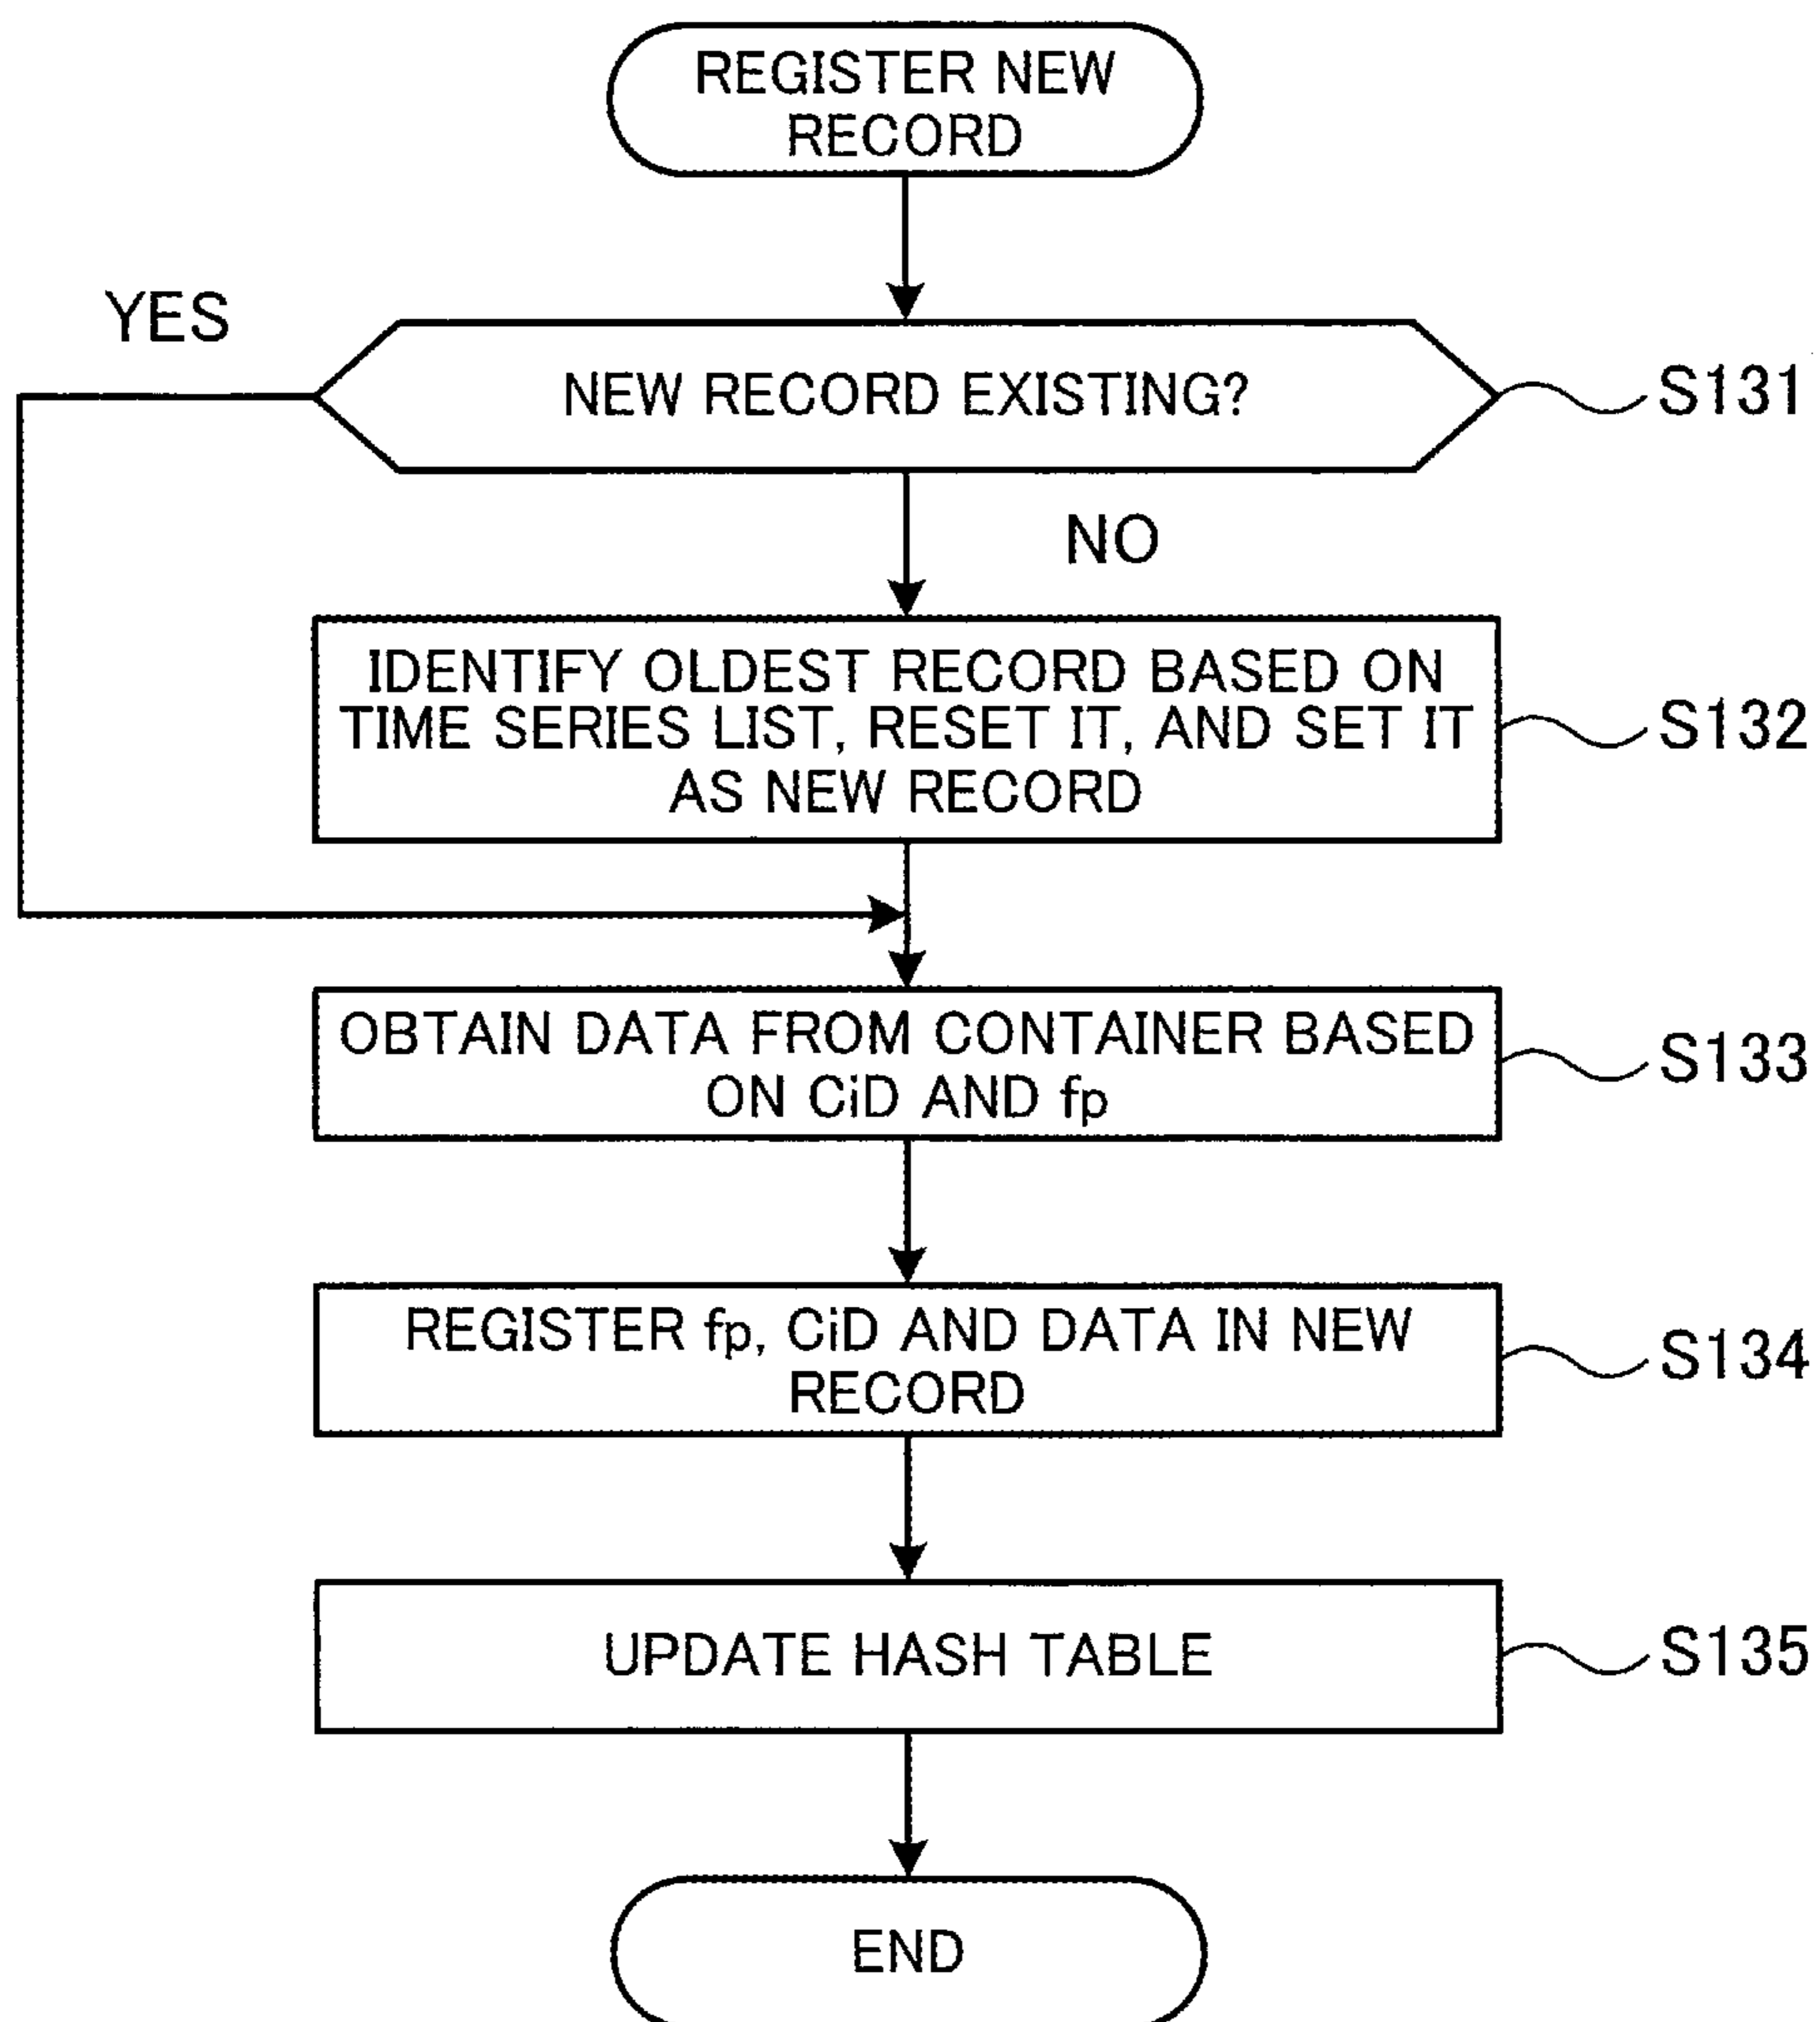 REGISTER NEW
RECORD
YES
NEW RECORD EXISTING?
S131
NO
IDENTIFY OLDEST RECORD BASED ON
TIME SERIES LIST, RESET IT, AND SET IT
AS NEW RECORD
S132
OBTAIN DATA FROM CONTAINER BASED
ON CiD AND fp
S133
REGISTER fp, CiD AND DATA IN NEW
RECORD
S134
UPDATE HASH TABLE
S135
END